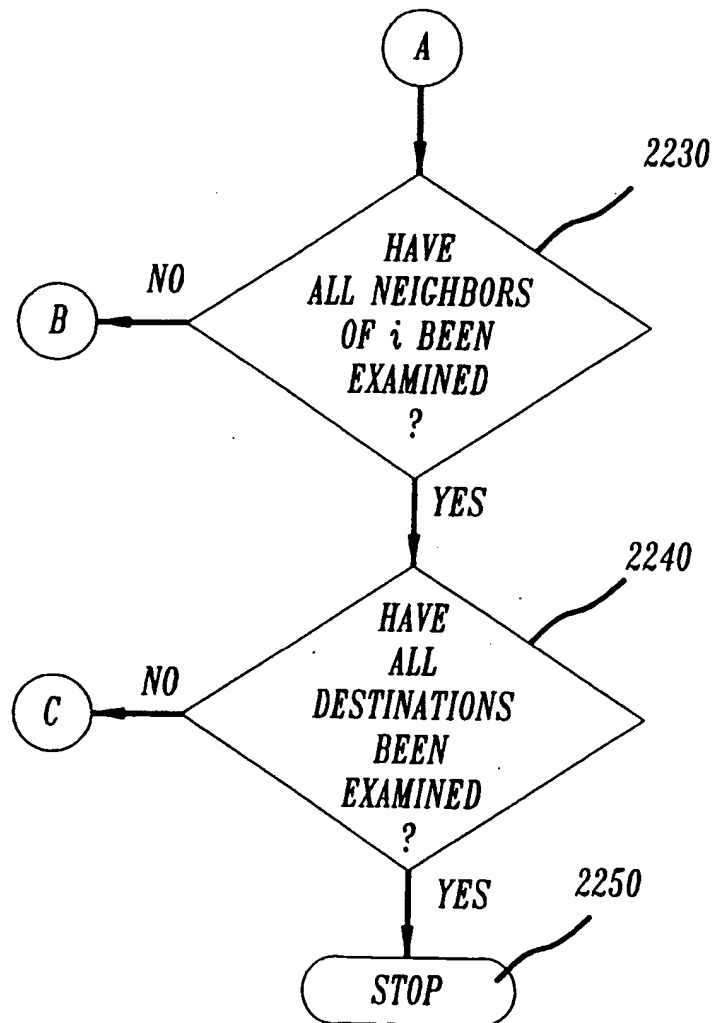 A
2230
HAVE
ALL NEIGHBORS
OF i BEEN
EXAMINED
?
NO
B
YES
2240
HAVE
ALL
DESTINATIONS
BEEN
EXAMINED
?
NO
C
YES
2250
STOP